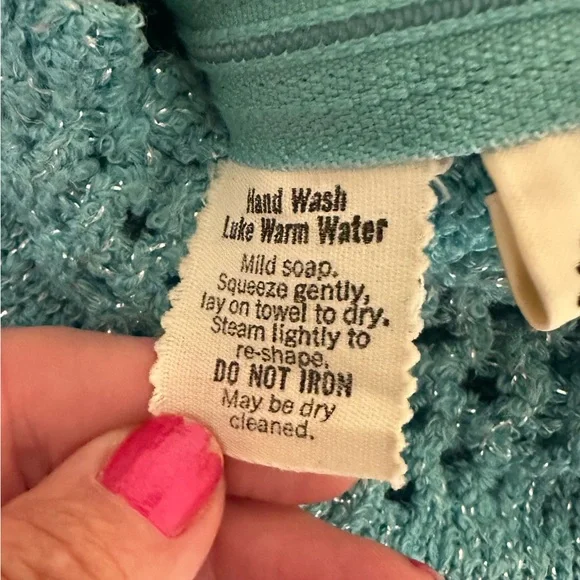 Hand Wash
Luke Warm Water
Mild soap.
Squeeze gently,
lay on towel to dry.
Steam lightly to
re-shape.
DO NOT IRON
May be dry
cleaned.